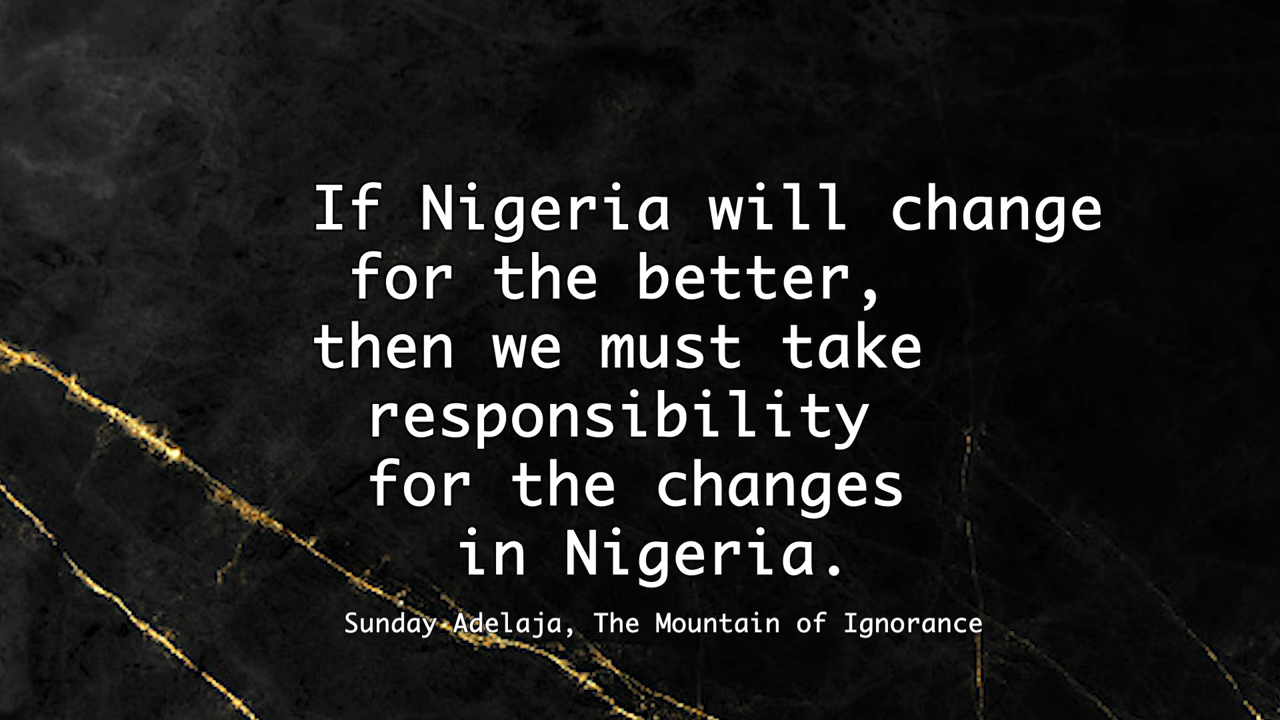 If Nigeria will change
for the better,
then we must take
responsibility
for the changes
in Nigeria.
Sunday Adelaja, The Mountain of Ignorance